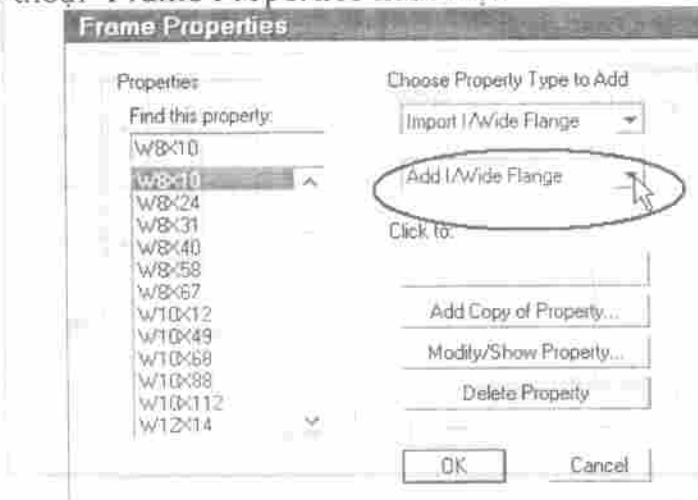 Frame Properties
Frame Properties
Properties
Find this property:
W8X10
W8X10
W8X24
W8X31
W8X40
W8X58
W8X67
W10X12
W10X49
W10X68
W10X88
W10X112
W12X14
Choose Property Type to Add
Import I/Wide Flange
Add I/Wide Flange
Click to:
Add Copy of Property...
Modify/Show Property...
Delete Property
OK
Cancel